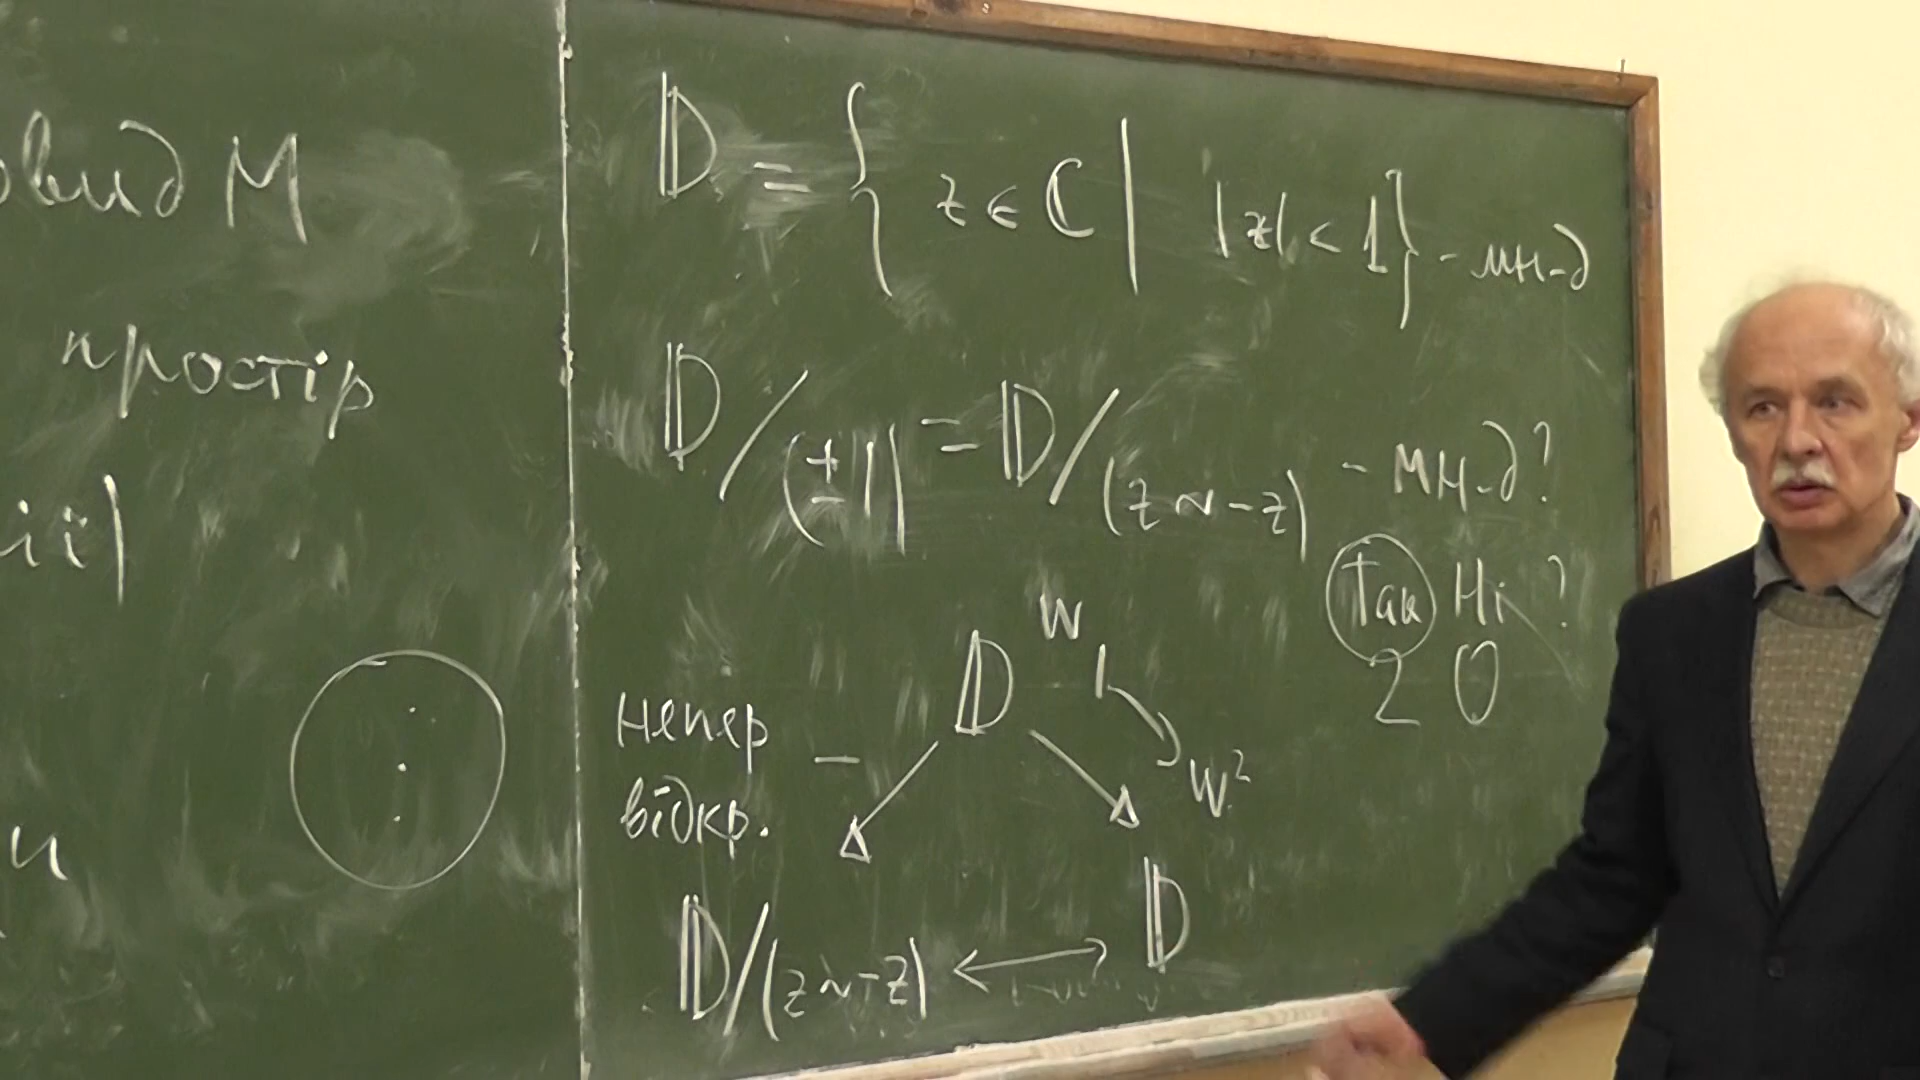 овид M
простір
ії)
и
𝔻 = { z ∈ ℂ | |z| < 1} - мн-д
𝔻/(±1) = 𝔻/(z ~ -z) - мн-д?
Так Ні ?
2 0
W
𝔻
непер
відкр.
W²
𝔻/(z ~ -z) ⟷ 𝔻